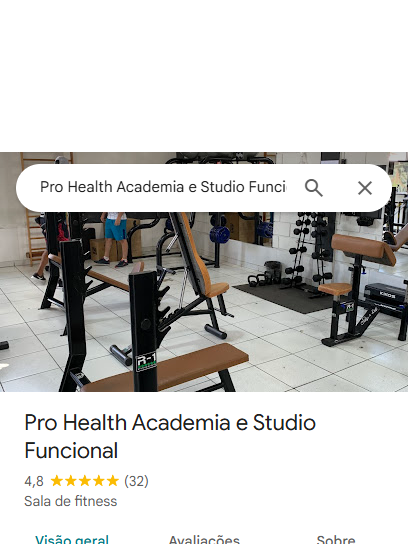 Pro Health Academia e Studio Funci
R-1
Pro Health Academia e Studio
Funcional
4,8 (32)
Sala de fitness
Visão geral Avaliações Sobre